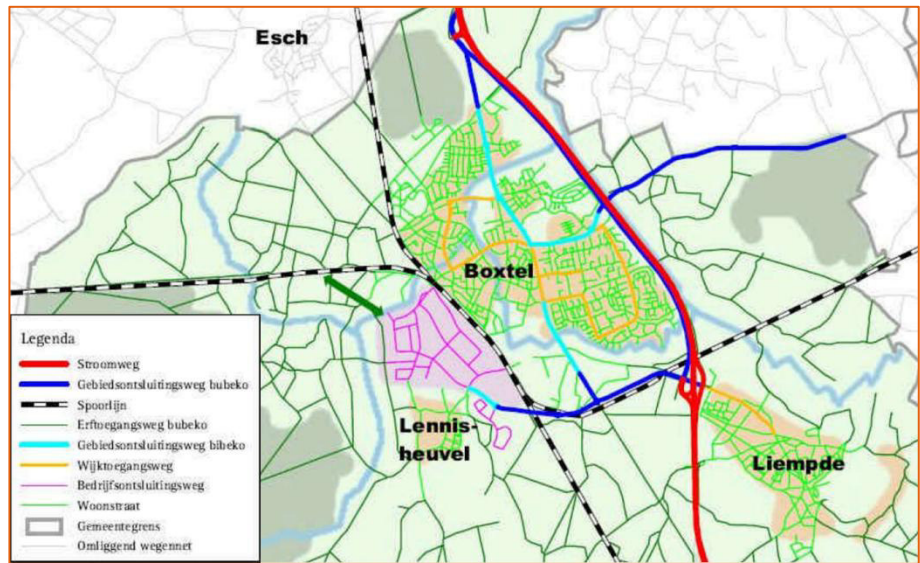 Esch
Boxtel
Lennis-
heuvel
Liempde
Legenda
Stroomweg
Gebiedsontsluitingsweg bubeko
Spoorlijn
Erftoegangsweg bubeko
Gebiedsontsluitingsweg bibeko
Wijktoegangsweg
Bedrijfsontsluitingsweg
Woonstraat
Gemeentegrens
Omliggend wegennet